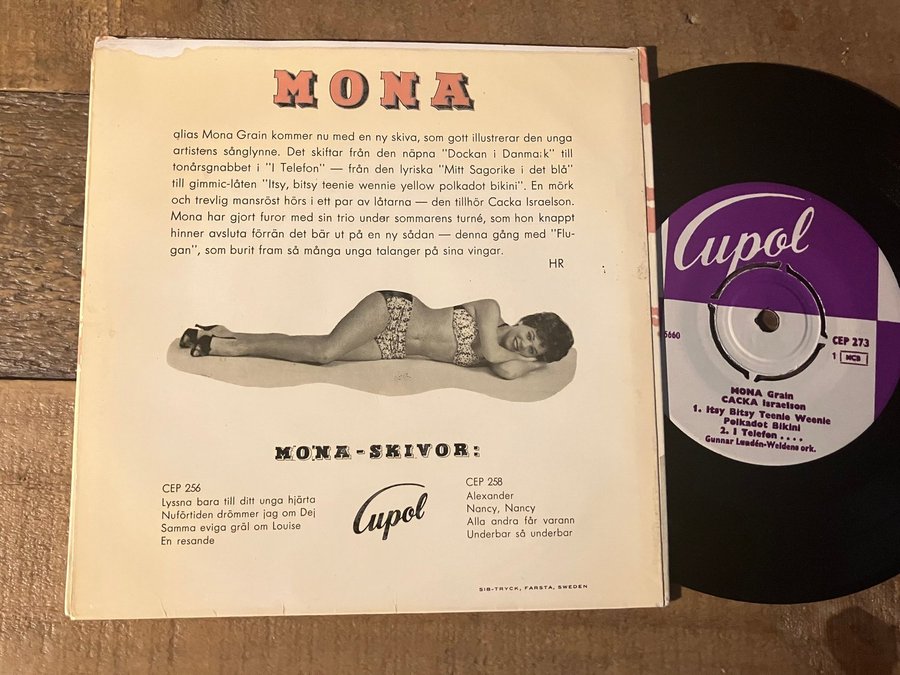 MONA
alias Mona Grain kommer nu med en ny skiva, som gott illustrerar den unga
artistens sånglynne. Det skiftar från den näpna "Dockan i Danmark" till
tonårsgnabbet i "I Telefon" — från den lyriska "Mitt Sagorike i det blå"
till gimmic-låten "Itsy, bitsy teenie wennie yellow polkadot bikini". En mörk
och trevlig mansröst hörs i ett par av låtarna — den tillhör Cacka Israelson.
Mona har gjort furor med sin trio under sommarens turné, som hon knappt
hinner avsluta förrän det bär ut på en ny sådan — denna gång med "Flu-
gan", som burit fram så många unga talanger på sina vingar.
HR
MONA-SKIVOR:
CEP 256
Lyssna bara till ditt unga hjärta
Nuförtiden drömmer jag om Dej
Samma eviga gräl om Louise
En resande
Cupol
CEP 258
Alexander
Nancy, Nancy
Alla andra får varann
Underbar så underbar
SIB-TRYCK, FARSTA, SWEDEN
Cupol
5660
CEP 273
1 NCB
MONA Grain
CACKA Israelson
1. Itsy Bitsy Teenie Weenie
Polkadot Bikini
2. I Telefon ....
Gunnar Lundén-Weldens ork.